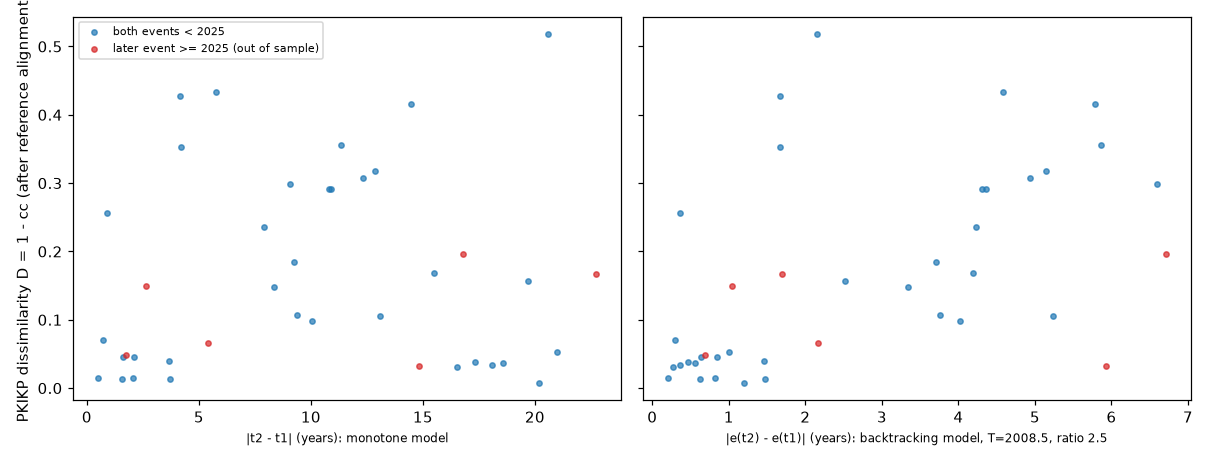 PKIKP dissimilarity D = 1 - cc (after reference alignment
both events < 2025
later event >= 2025 (out of sample)
0.5
0.4
0.3
0.2
0.1
0.0
0 5 10 15 20
|t2 - t1| (years): monotone model
0 1 2 3 4 5 6 7
|e(t2) - e(t1)| (years): backtracking model, T=2008.5, ratio 2.5